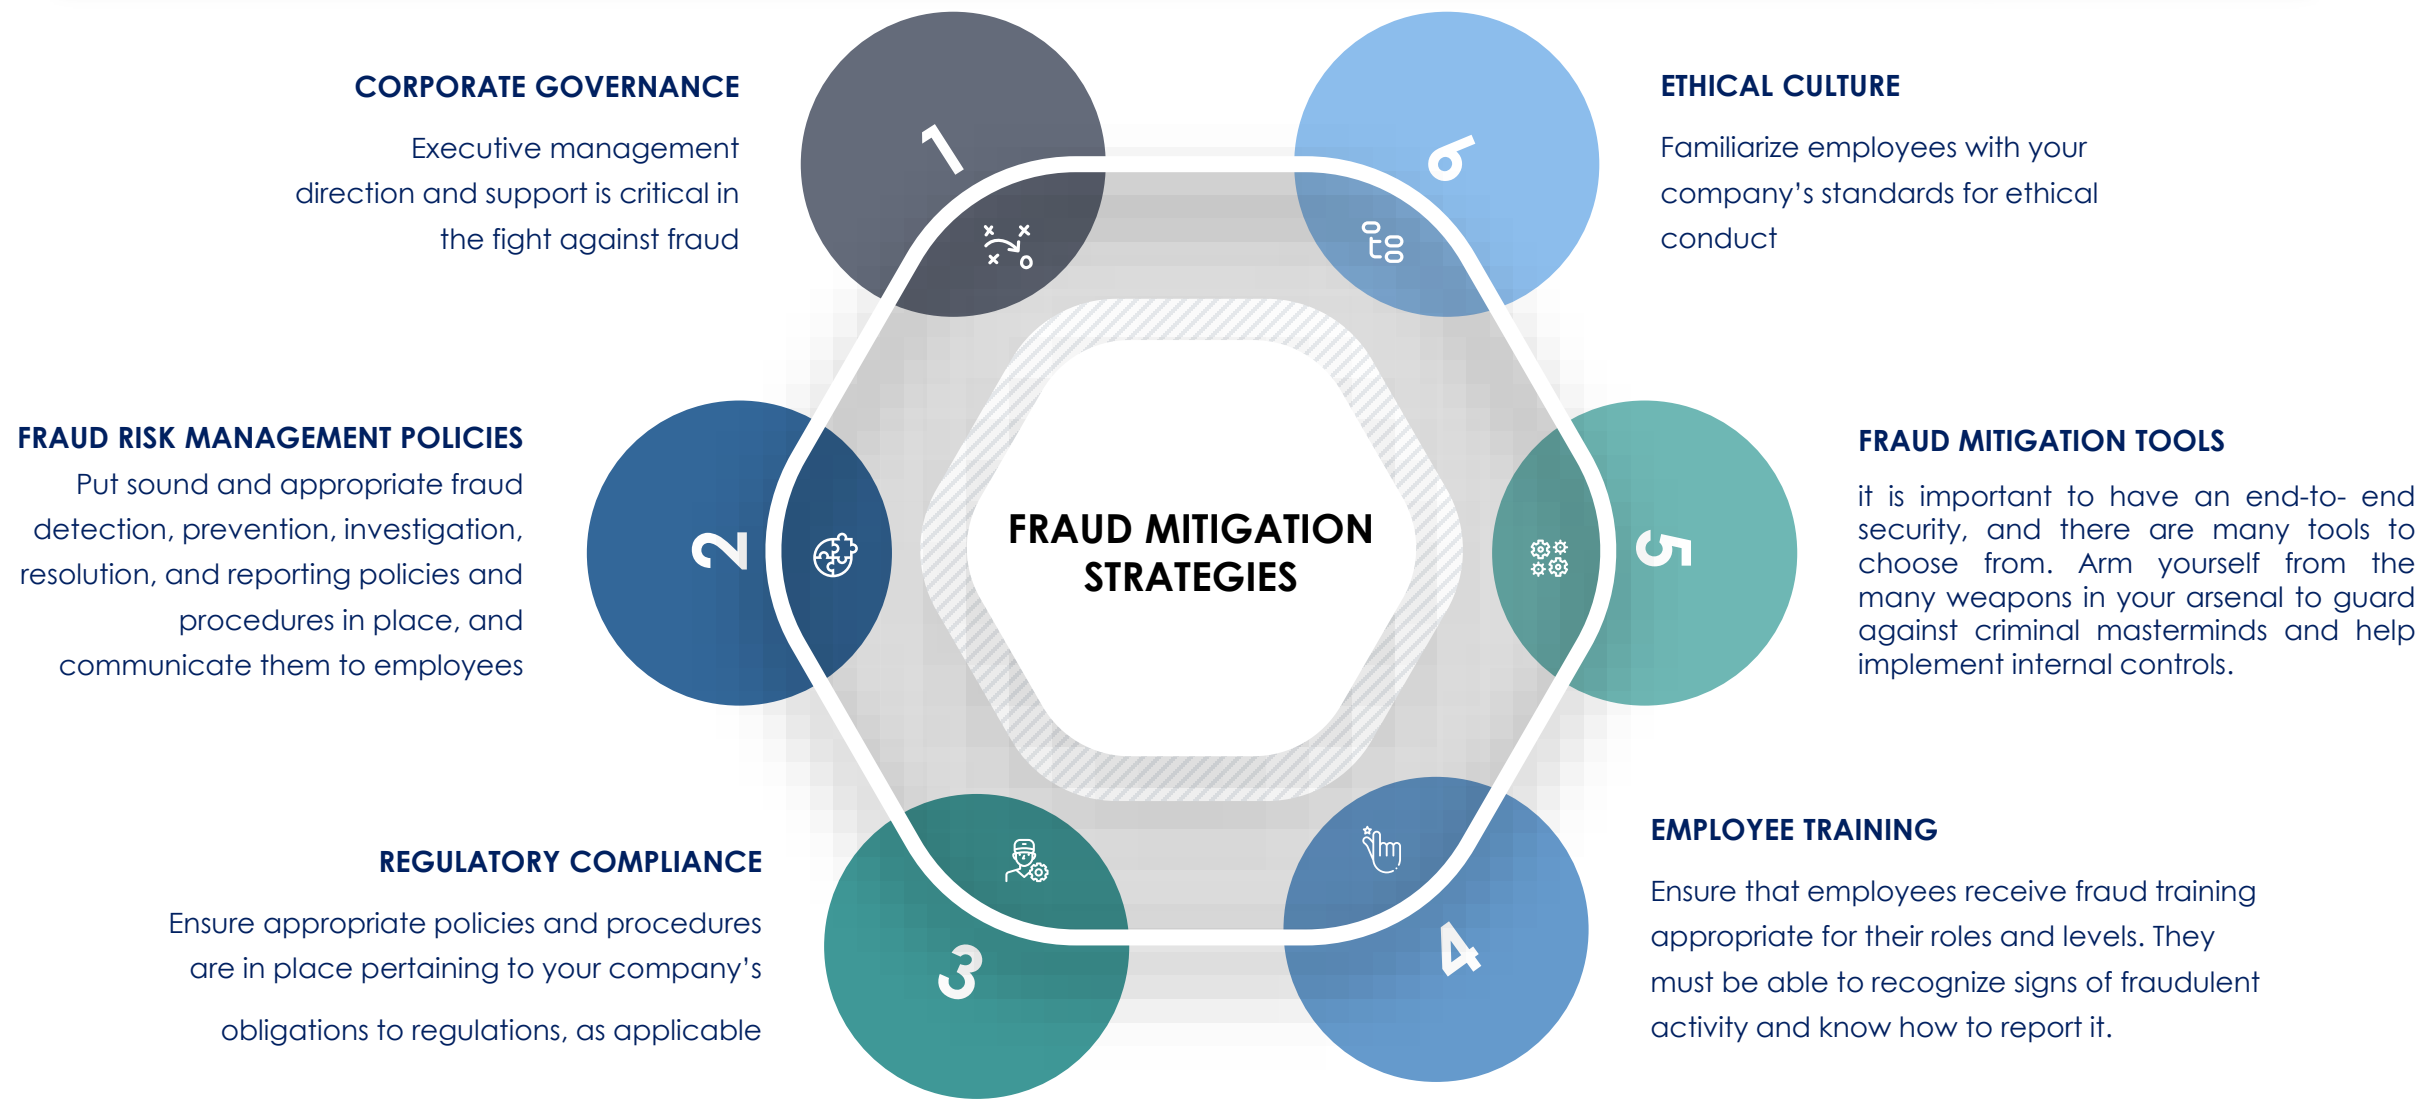 CORPORATE GOVERNANCE
Executive management
direction and support is critical in
the fight against fraud
1
FRAUD RISK MANAGEMENT POLICIES
Put sound and appropriate fraud
detection, prevention, investigation,
resolution, and reporting policies and
procedures in place, and
communicate them to employees
2
REGULATORY COMPLIANCE
Ensure appropriate policies and procedures
are in place pertaining to your company’s
obligations to regulations, as applicable
3
FRAUD MITIGATION
STRATEGIES
6
ETHICAL CULTURE
Familiarize employees with your
company’s standards for ethical
conduct
5
FRAUD MITIGATION TOOLS
it is important to have an end-to- end
security, and there are many tools to
choose from. Arm yourself from the
many weapons in your arsenal to guard
against criminal masterminds and help
implement internal controls.
4
EMPLOYEE TRAINING
Ensure that employees receive fraud training
appropriate for their roles and levels. They
must be able to recognize signs of fraudulent
activity and know how to report it.